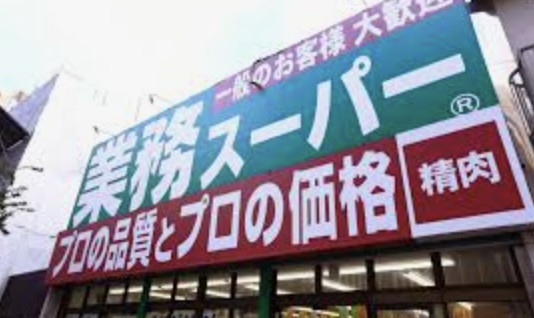 一般のお客様 大歓迎
業務スーパー®
プロの品質とプロの価格
精肉